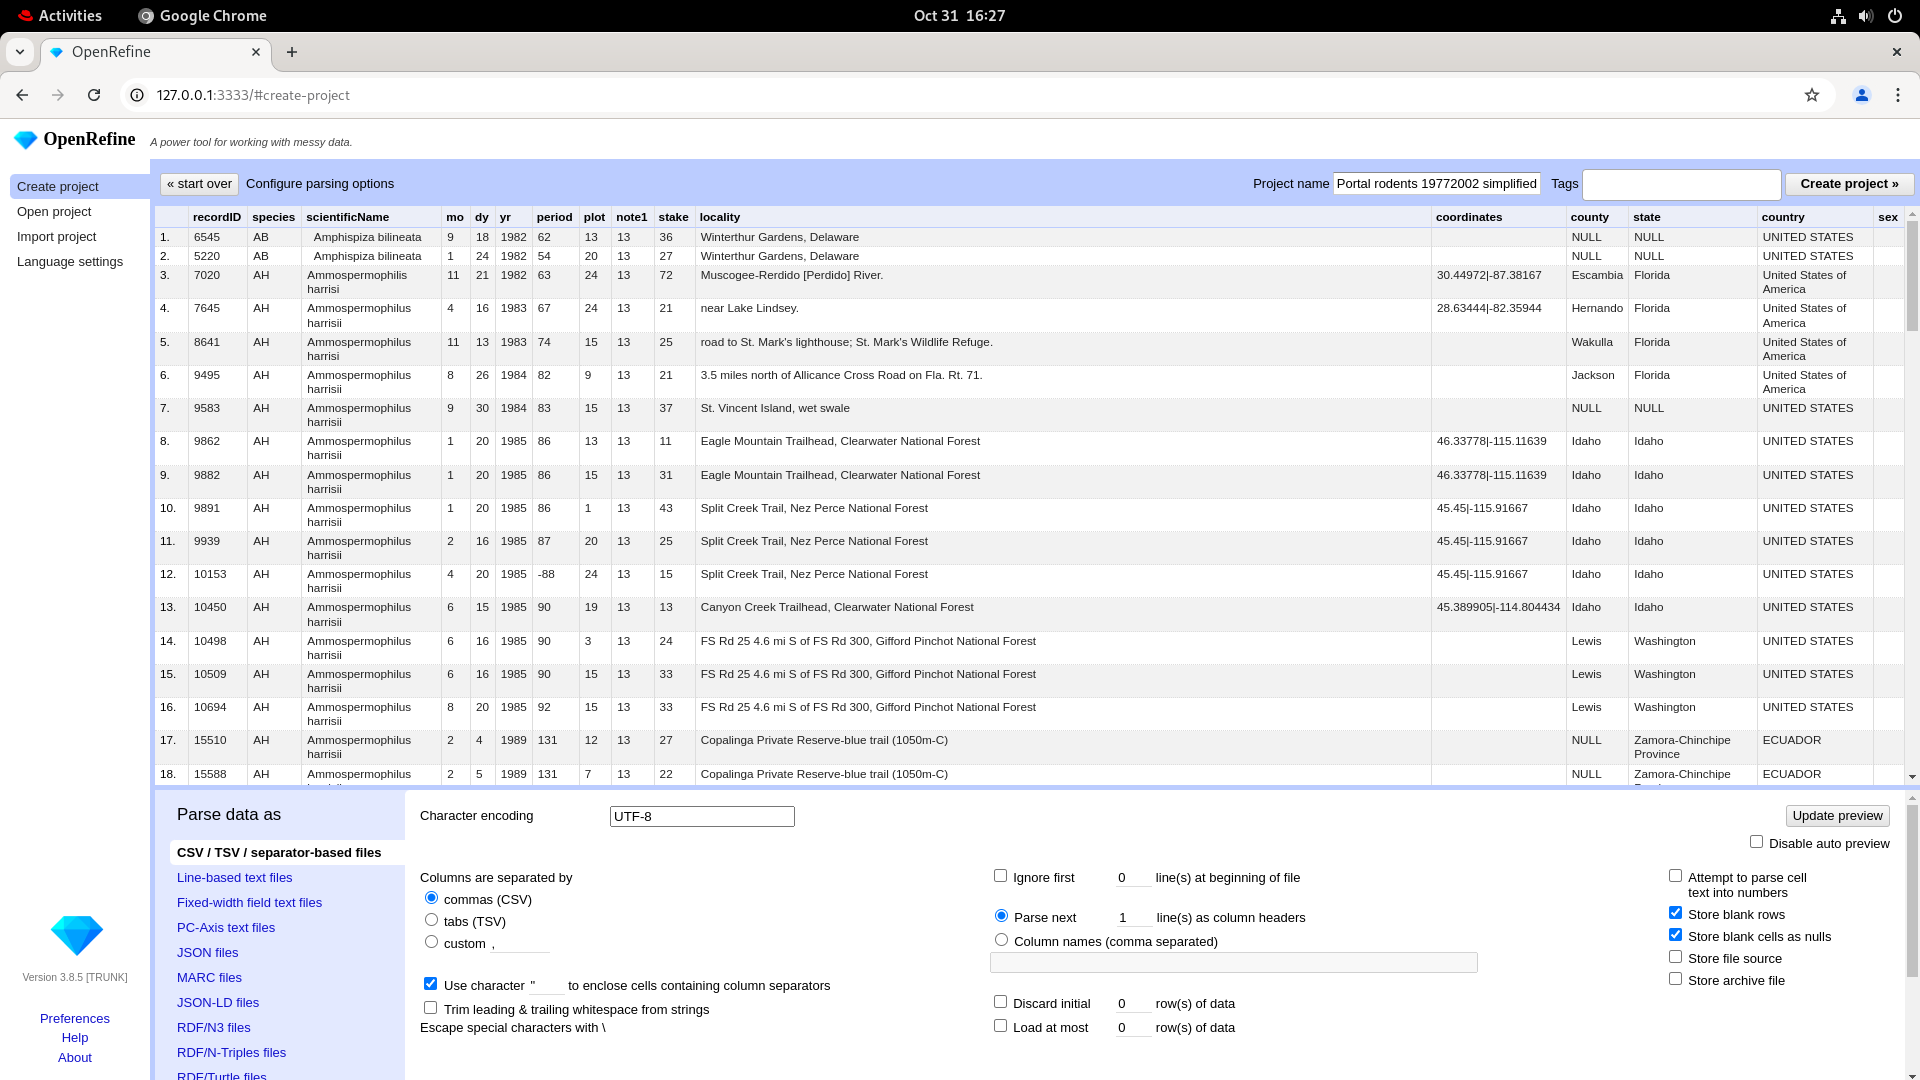 Activities Google Chrome Oct 31 16:27
OpenRefine
127.0.0.1:3333/#create-project
OpenRefine A power tool for working with messy data.
Create project
Open project
Import project
Language settings
« start over Configure parsing options Project name Portal rodents 19772002 simplified Tags Create project »
recordID species scientificName mo dy yr period plot note1 stake locality coordinates county state country sex
1. 6545 AB Amphispiza bilineata 9 18 1982 62 13 13 36 Winterthur Gardens, Delaware NULL NULL UNITED STATES
2. 5220 AB Amphispiza bilineata 1 24 1982 54 20 13 27 Winterthur Gardens, Delaware NULL NULL UNITED STATES
3. 7020 AH Ammospermophilis harrisi 11 21 1982 63 24 13 72 Muscogee-Rerdido [Perdido] River. 30.44972|-87.38167 Escambia Florida United States of America
4. 7645 AH Ammospermophilus harrisii 4 16 1983 67 24 13 21 near Lake Lindsey. 28.63444|-82.35944 Hernando Florida United States of America
5. 8641 AH Ammospermophilus harrisi 11 13 1983 74 15 13 25 road to St. Mark's lighthouse; St. Mark's Wildlife Refuge. Wakulla Florida United States of America
6. 9495 AH Ammospermophilus harrisii 8 26 1984 82 9 13 21 3.5 miles north of Allicance Cross Road on Fla. Rt. 71. Jackson Florida United States of America
7. 9583 AH Ammospermophilus harrisii 9 30 1984 83 15 13 37 St. Vincent Island, wet swale NULL NULL UNITED STATES
8. 9862 AH Ammospermophilus harrisii 1 20 1985 86 13 13 11 Eagle Mountain Trailhead, Clearwater National Forest 46.33778|-115.11639 Idaho Idaho UNITED STATES
9. 9882 AH Ammospermophilus harrisii 1 20 1985 86 15 13 31 Eagle Mountain Trailhead, Clearwater National Forest 46.33778|-115.11639 Idaho Idaho UNITED STATES
10. 9891 AH Ammospermophilus harrisii 1 20 1985 86 1 13 43 Split Creek Trail, Nez Perce National Forest 45.45|-115.91667 Idaho Idaho UNITED STATES
11. 9939 AH Ammospermophilus harrisii 2 16 1985 87 20 13 25 Split Creek Trail, Nez Perce National Forest 45.45|-115.91667 Idaho Idaho UNITED STATES
12. 10153 AH Ammospermophilus harrisii 4 20 1985 -88 24 13 15 Split Creek Trail, Nez Perce National Forest 45.45|-115.91667 Idaho Idaho UNITED STATES
13. 10450 AH Ammospermophilus harrisii 6 15 1985 90 19 13 13 Canyon Creek Trailhead, Clearwater National Forest 45.389905|-114.804434 Idaho Idaho UNITED STATES
14. 10498 AH Ammospermophilus harrisii 6 16 1985 90 3 13 24 FS Rd 25 4.6 mi S of FS Rd 300, Gifford Pinchot National Forest Lewis Washington UNITED STATES
15. 10509 AH Ammospermophilus harrisii 6 16 1985 90 15 13 33 FS Rd 25 4.6 mi S of FS Rd 300, Gifford Pinchot National Forest Lewis Washington UNITED STATES
16. 10694 AH Ammospermophilus harrisii 8 20 1985 92 15 13 33 FS Rd 25 4.6 mi S of FS Rd 300, Gifford Pinchot National Forest Lewis Washington UNITED STATES
17. 15510 AH Ammospermophilus harrisii 2 4 1989 131 12 13 27 Copalinga Private Reserve-blue trail (1050m-C) NULL Zamora-Chinchipe Province ECUADOR
18. 15588 AH Ammospermophilus 2 5 1989 131 7 13 22 Copalinga Private Reserve-blue trail (1050m-C) NULL Zamora-Chinchipe ECUADOR
Parse data as
CSV / TSV / separator-based files
Line-based text files
Fixed-width field text files
PC-Axis text files
JSON files
MARC files
JSON-LD files
RDF/N3 files
RDF/N-Triples files
RDF/Turtle files
Character encoding UTF-8
Update preview
Disable auto preview
Columns are separated by
commas (CSV)
tabs (TSV)
custom ,
Use character " to enclose cells containing column separators
Trim leading & trailing whitespace from strings
Escape special characters with \
Ignore first 0 line(s) at beginning of file
Parse next 1 line(s) as column headers
Column names (comma separated)
Discard initial 0 row(s) of data
Load at most 0 row(s) of data
Attempt to parse cell
text into numbers
Store blank rows
Store blank cells as nulls
Store file source
Store archive file
Version 3.8.5 [TRUNK]
Preferences
Help
About